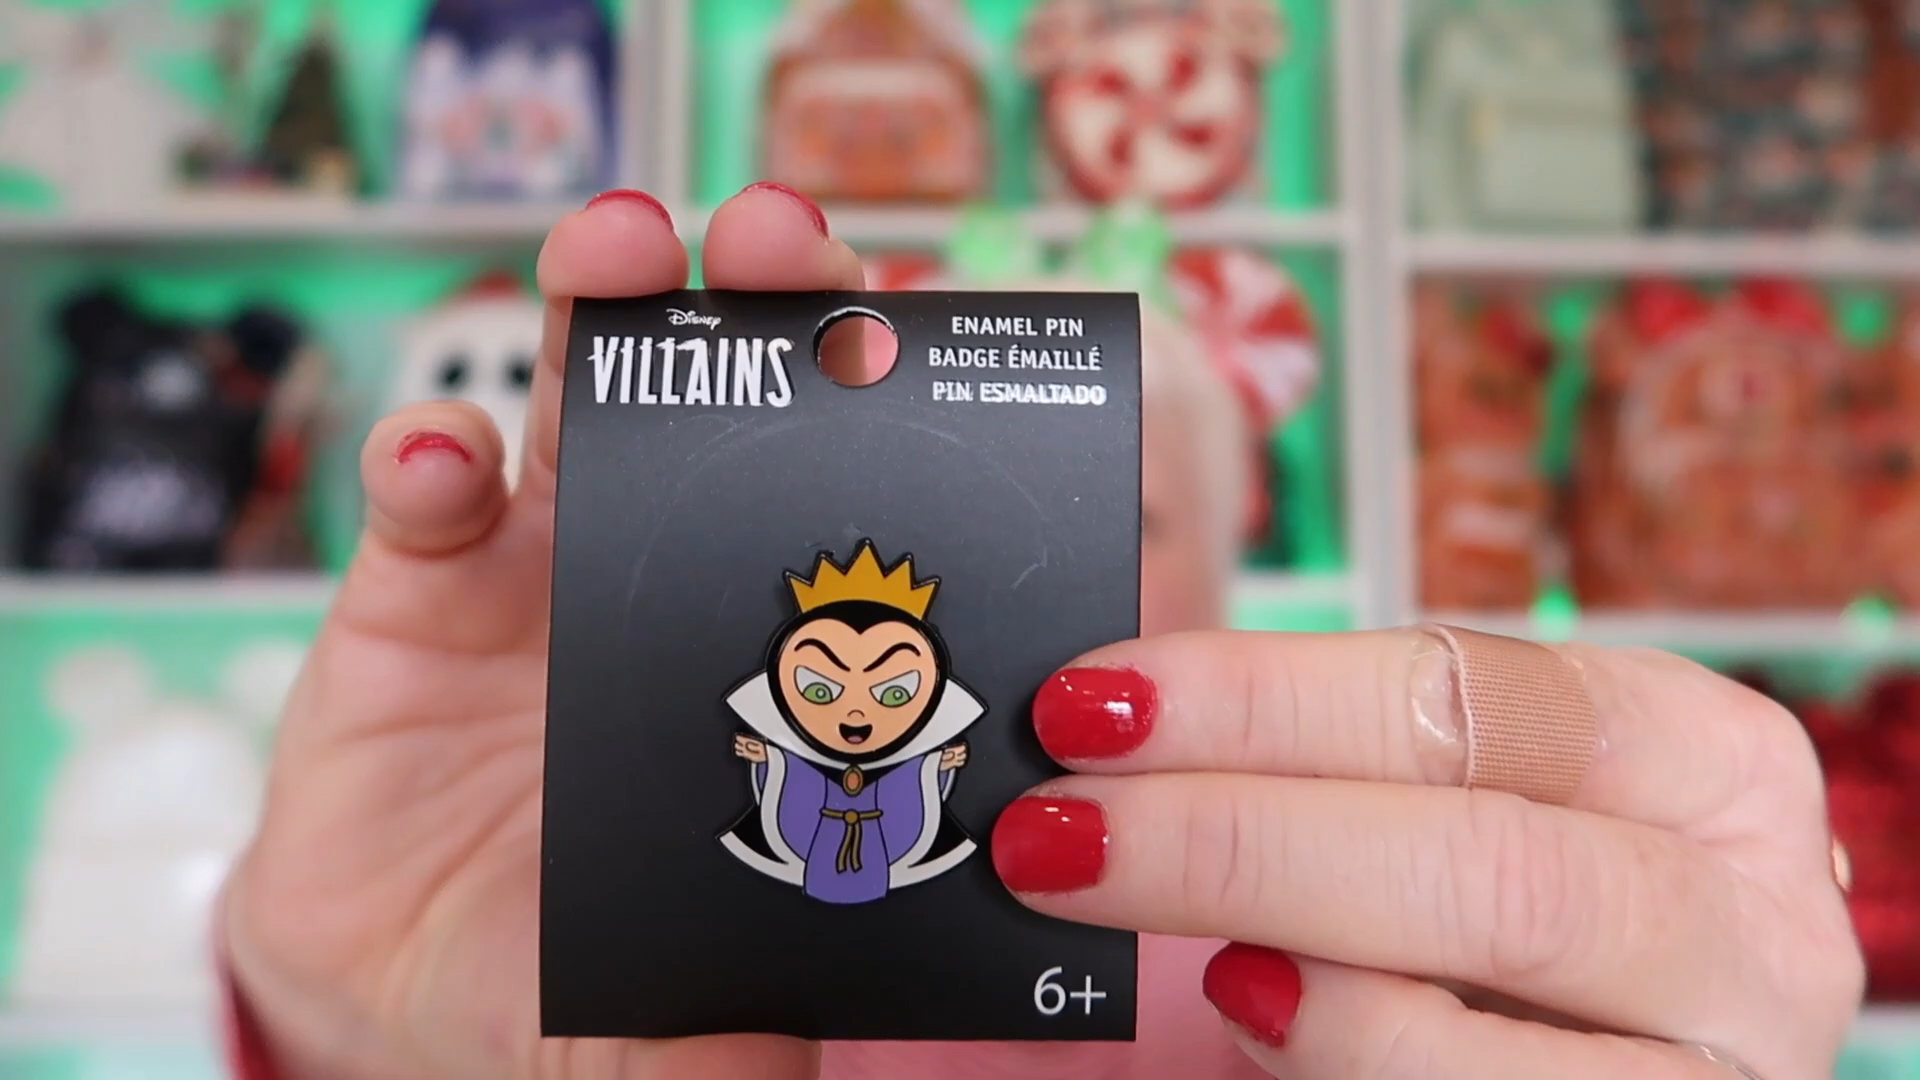 Disney
VILLAINS
ENAMEL PIN
BADGE ÉMAILLÉ
PIN ESMALTADO
6+